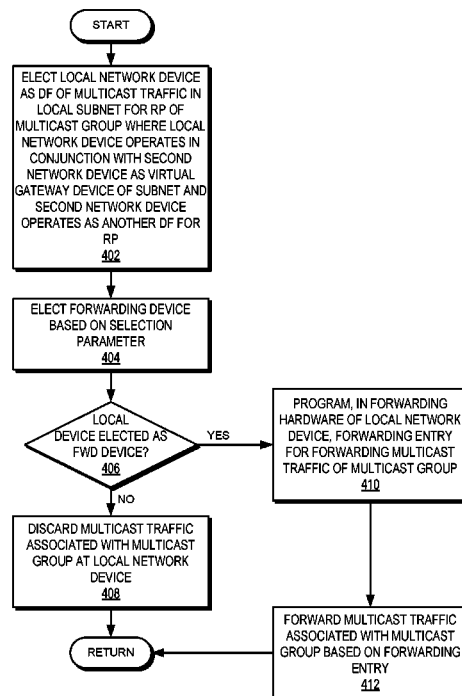 START
ELECT LOCAL NETWORK DEVICE
AS DF OF MULTICAST TRAFFIC IN
LOCAL SUBNET FOR RP OF
MULTICAST GROUP WHERE LOCAL
NETWORK DEVICE OPERATES IN
CONJUNCTION WITH SECOND
NETWORK DEVICE AS VIRTUAL
GATEWAY DEVICE OF SUBNET AND
SECOND NETWORK DEVICE
OPERATES AS ANOTHER DF FOR
RP
402
ELECT FORWARDING DEVICE
BASED ON SELECTION
PARAMETER
404
LOCAL
DEVICE ELECTED AS
FWD DEVICE?
406
YES
NO
PROGRAM, IN FORWARDING
HARDWARE OF LOCAL NETWORK
DEVICE, FORWARDING ENTRY
FOR FORWARDING MULTICAST
TRAFFIC OF MULTICAST GROUP
410
DISCARD MULTICAST TRAFFIC
ASSOCIATED WITH MULTICAST
GROUP AT LOCAL NETWORK
DEVICE
408
FORWARD MULTICAST TRAFFIC
ASSOCIATED WITH MULTICAST
GROUP BASED ON FORWARDING
ENTRY
412
RETURN